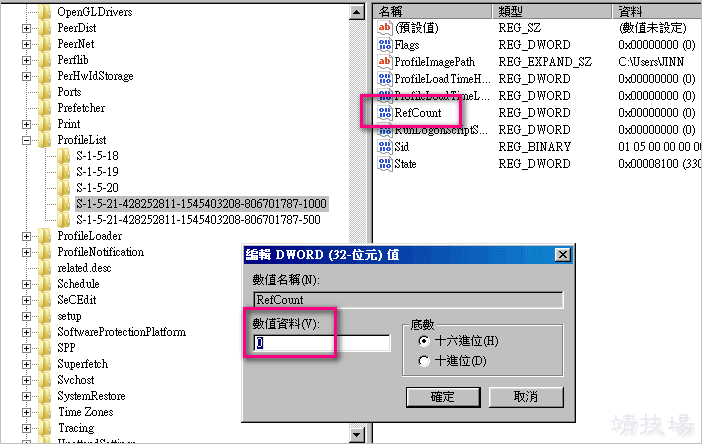 OpenGLDrivers
PeerDist
PeerNet
Perflib
PerHwIdStorage
Ports
Prefetcher
Print
ProfileList
S-1-5-18
S-1-5-19
S-1-5-20
S-1-5-21-428252811-1545403208-806701787-1000
S-1-5-21-428252811-1545403208-806701787-500
ProfileLoader
ProfileNotification
related.desc
Schedule
SeCEdit
setup
SoftwareProtectionPlatform
SPP
Superfetch
Svchost
SystemRestore
Time Zones
Tracing
UnattendSettings
名稱 類型 資料
(預設值) REG_SZ (數值未設定)
Flags REG_DWORD 0x00000000 (0)
ProfileImagePath REG_EXPAND_SZ C:\Users\JINN
ProfileLoadTimeH... REG_DWORD 0x00000000 (0)
ProfileLoadTimeL... REG_DWORD 0x00000000 (0)
RefCount REG_DWORD 0x00000000 (0)
RunLogonScriptS... REG_DWORD 0x00000000 (0)
Sid REG_BINARY 01 05 00 00 00 00
State REG_DWORD 0x00008100 (330
編輯 DWORD (32-位元) 值
數值名稱(N):
RefCount
數值資料(V):
0
底數
十六進位(H)
十進位(D)
確定 取消
靖技場